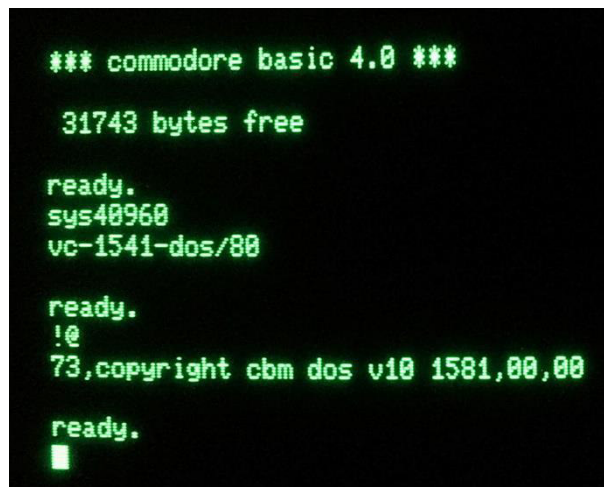 *** commodore basic 4.0 ***
31743 bytes free
ready.
sys40960
vc-1541-dos/80
ready.
!@
73,copyright cbm dos v10 1581,00,00
ready.